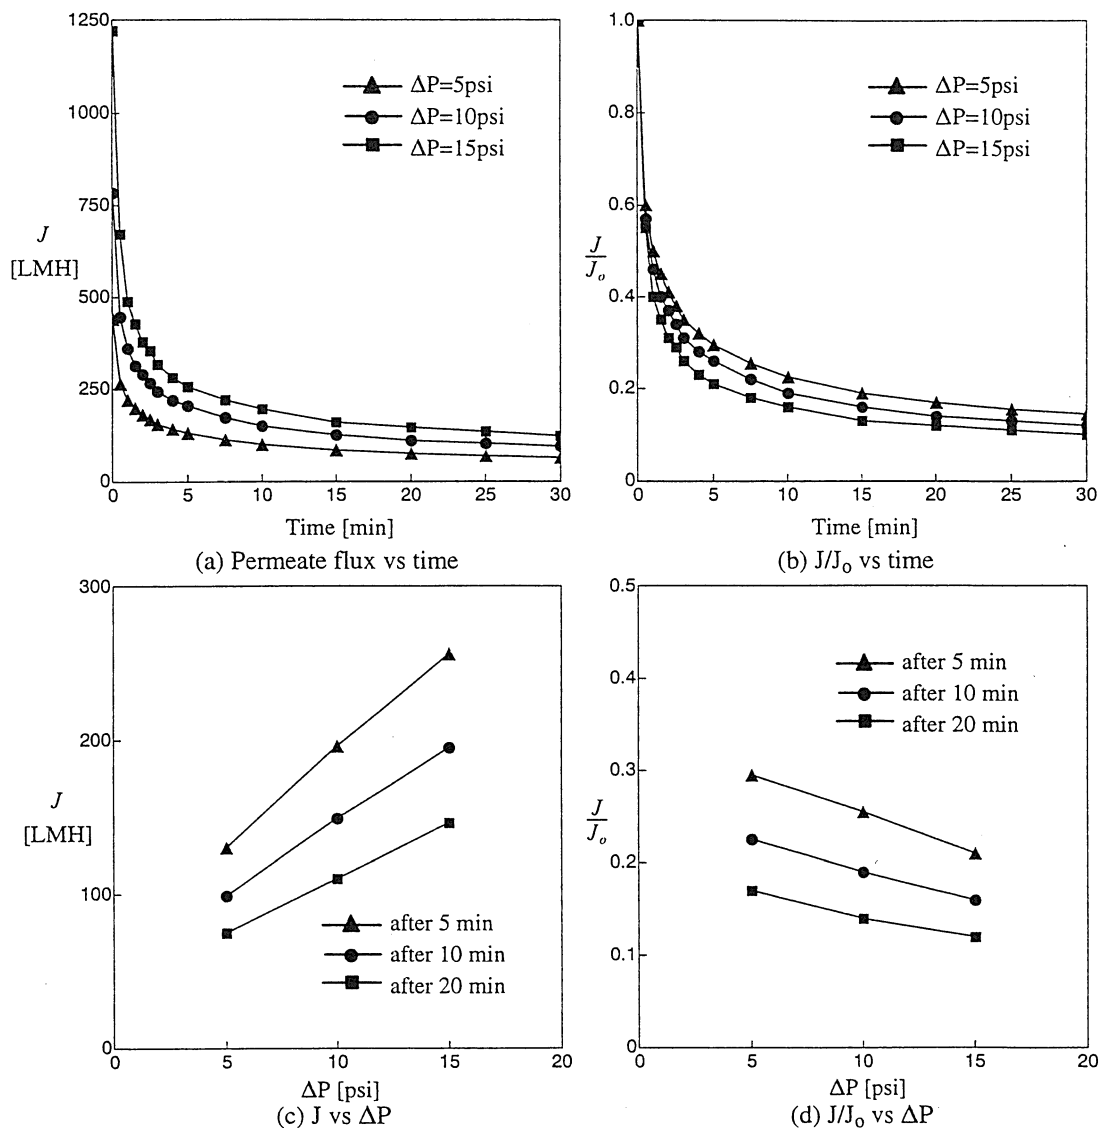 1250
1000
750
500
250
0
J
[LMH]
ΔP=5psi
ΔP=10psi
ΔP=15psi
0 5 10 15 20 25 30
Time [min]
(a) Permeate flux vs time
1.0
0.8
0.6
0.4
0.2
0
J
J_o
ΔP=5psi
ΔP=10psi
ΔP=15psi
0 5 10 15 20 25 30
Time [min]
(b) J/J_o vs time
300
200
100
0
J
[LMH]
after 5 min
after 10 min
after 20 min
0 5 10 15 20
ΔP [psi]
(c) J vs ΔP
0.5
0.4
0.3
0.2
0.1
0
J
J_o
after 5 min
after 10 min
after 20 min
0 5 10 15 20
ΔP [psi]
(d) J/J_o vs ΔP